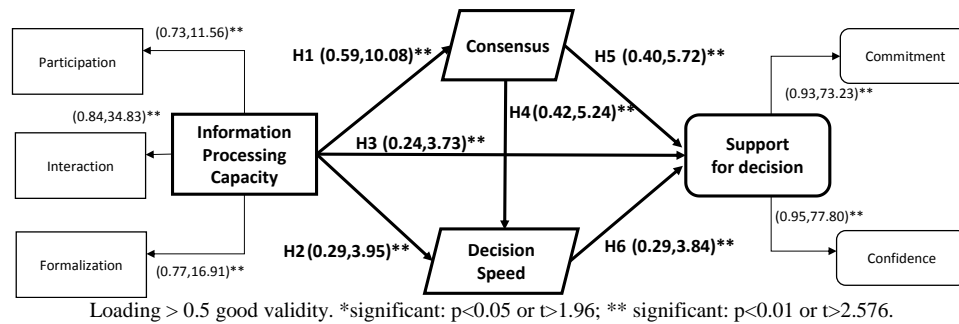 (0.73,11.56)**
Participation
H1 (0.59,10.08)**
Consensus
H5 (0.40,5.72)**
Commitment
(0.93,73.23)**
(0.84,34.83)**
H4(0.42,5.24)**
Interaction
Information
Processing
Capacity
H3 (0.24,3.73)**
Support
for decision
(0.95,77.80)**
Formalization
(0.77,16.91)**
H2(0.29,3.95)**
Decision
Speed
H6 (0.29,3.84)**
Confidence
Loading > 0.5 good validity. *significant: p<0.05 or t>1.96; ** significant: p<0.01 or t>2.576.